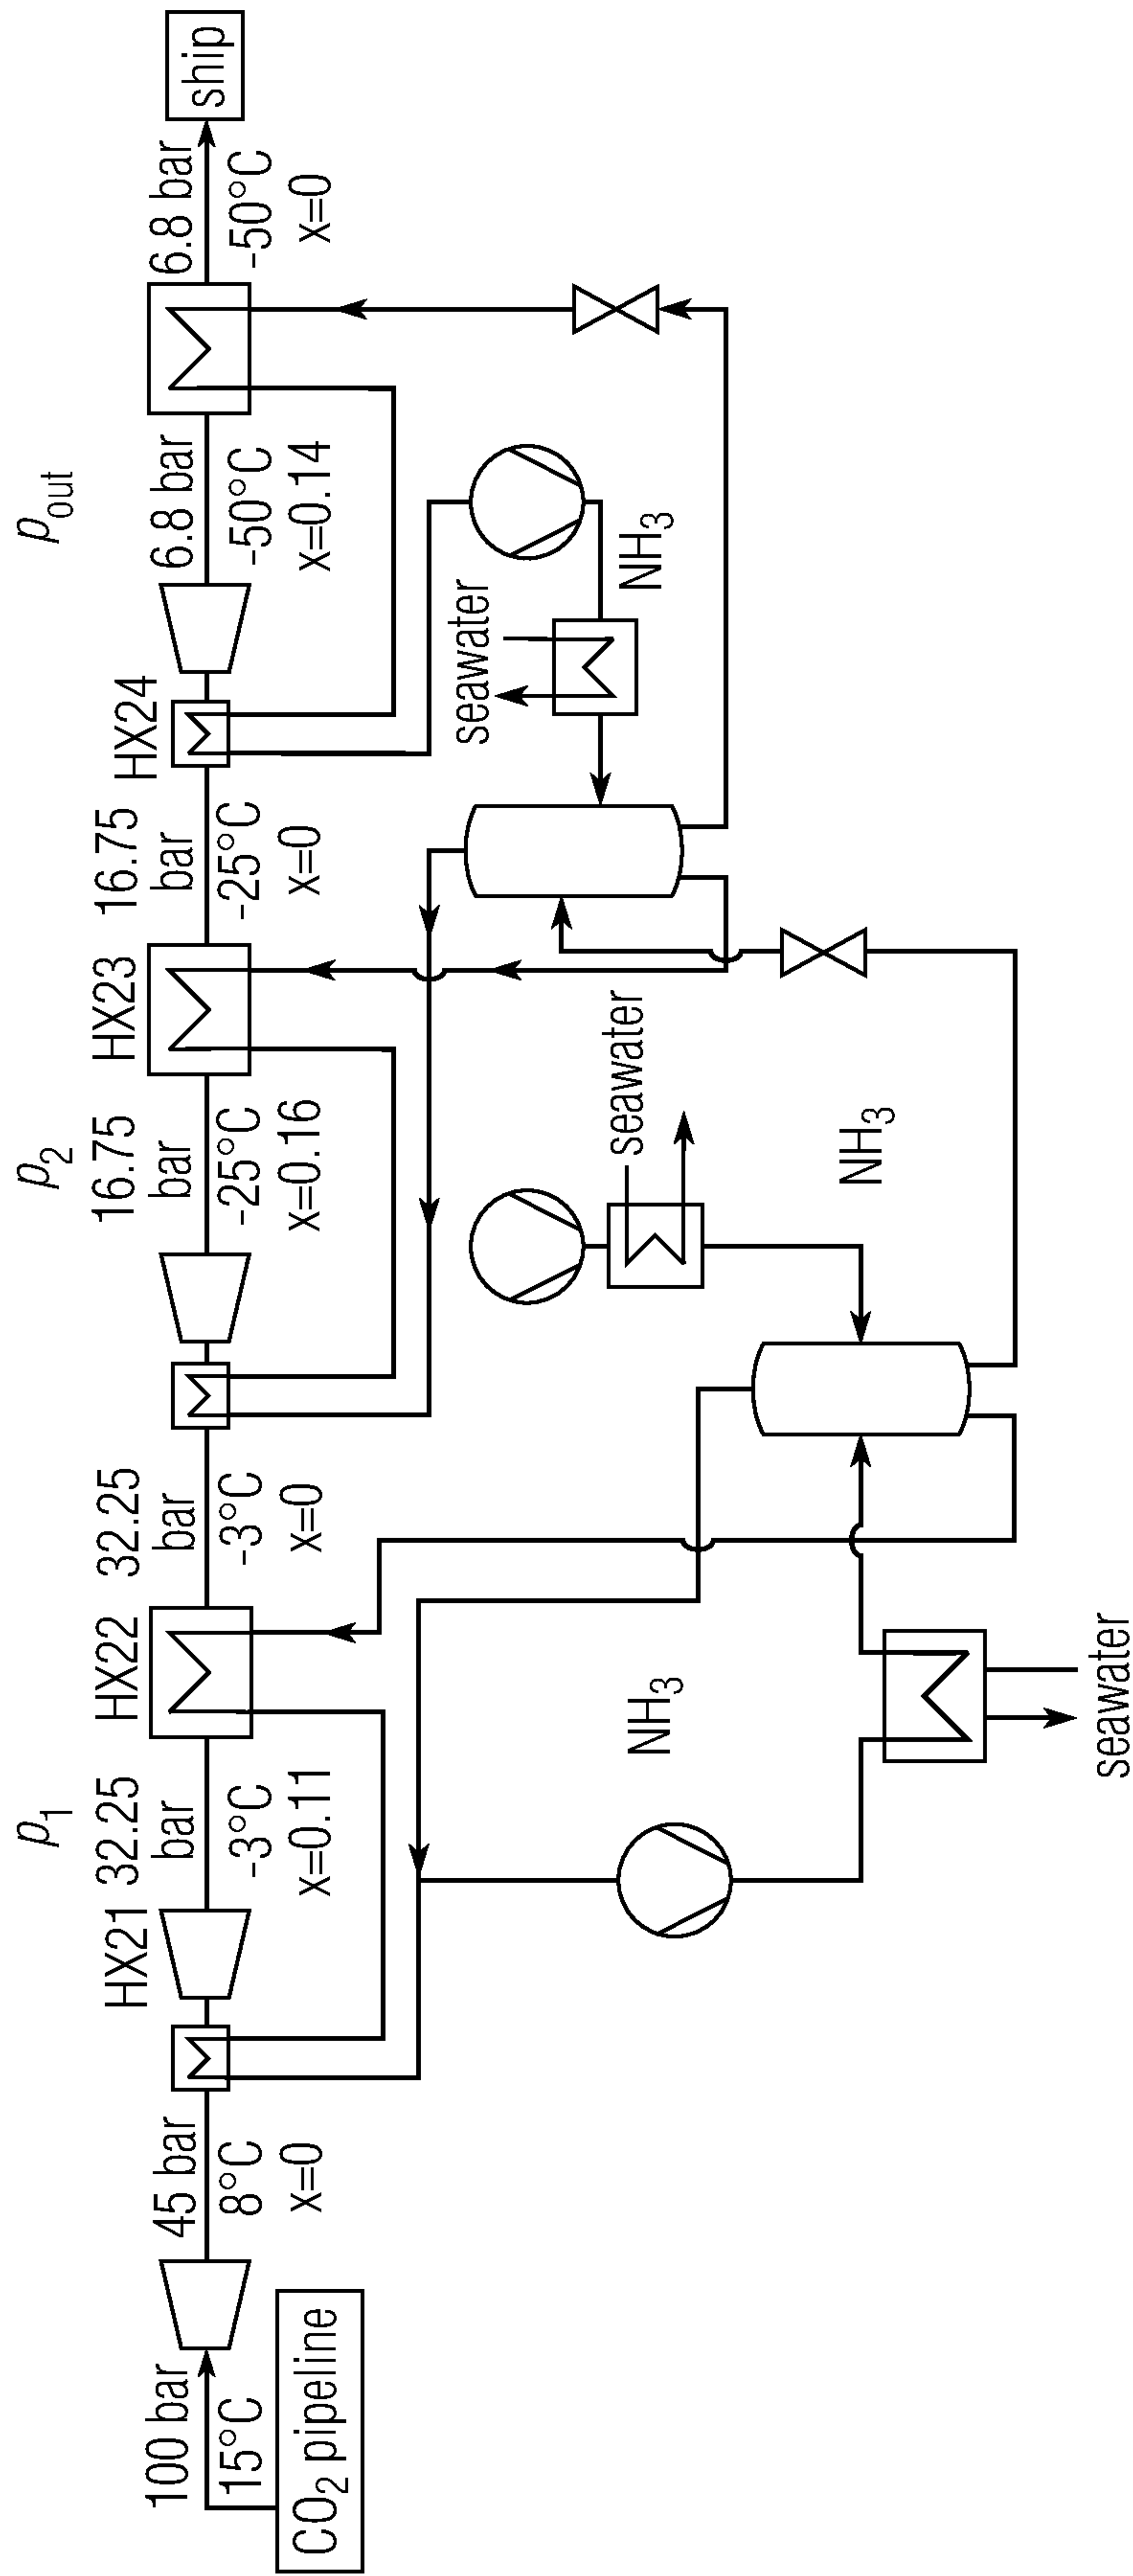 p1
p2
pout
100 bar
15°C
CO2 pipeline
45 bar
8°C
x=0
HX21
32.25
bar
-3°C
x=0.11
HX22
32.25
bar
-3°C
x=0
16.75
bar
-25°C
x=0.16
HX23
16.75
bar
-25°C
x=0
HX24
6.8 bar
-50°C
x=0.14
6.8 bar
-50°C
x=0
ship
seawater
NH3
seawater
NH3
NH3
seawater